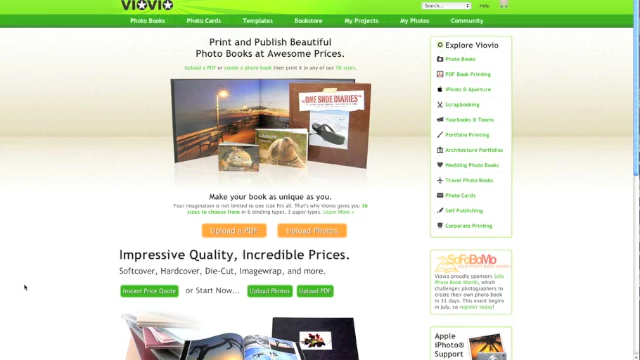 VIOVIO
Search...
Help
Photo Books
Photo Cards
Templates
Bookstore
My Projects
My Photos
Community
Print and Publish Beautiful
Photo Books at Awesome Prices.
Upload a PDF or create a photo book then print it in any of our 36 sizes.
ONE SHOE DIARIES
Make your book as unique as you.
Your imagination is not limited to one size fits all. That's why Viovio gives you 36
sizes to choose from in 6 binding types, 3 paper types. Learn More »
Upload a PDF
Upload Photos
Impressive Quality, Incredible Prices.
Softcover, Hardcover, Die-Cut, Imagewrap, and more.
Instant Price Quote
or Start Now...
Upload Photos
Upload PDF
Explore Viovio
Photo Books
PDF Book Printing
iPhoto & Aperture
Scrapbooking
Yearbooks & Teams
Portfolio Printing
Architecture Portfolios
Wedding Photo Books
Travel Photo Books
Photo Cards
Self Publishing
Corporate Printing
SoFoBoMo
Viovio proudly sponsors Solo
Photo Book Month, which
challenges photographers to
create their own photo book
in 31 days. This event begins
in July, so register today!
Apple
iPhoto®
Support